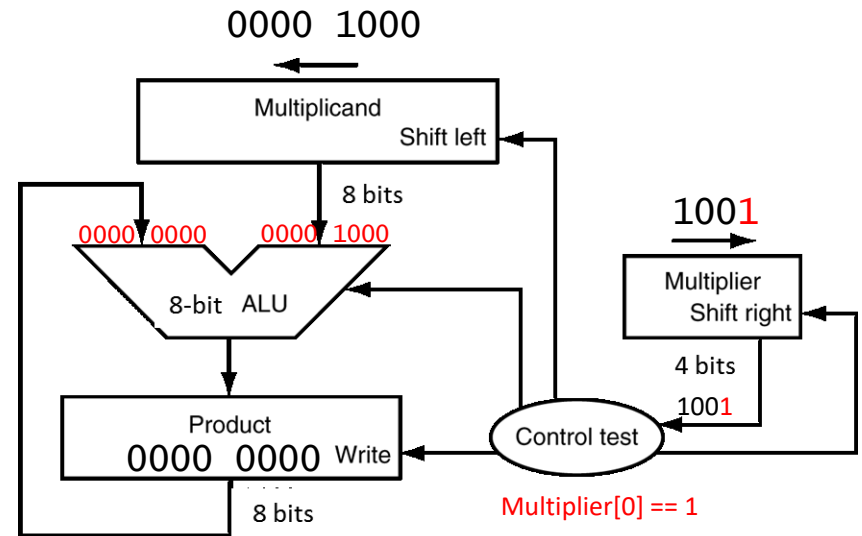 0000 1000
Multiplicand
Shift left
8 bits
0000 0000
0000 1000
8-bit ALU
1001
Multiplier
Shift right
4 bits
1001
Control test
Product
0000 0000
Write
8 bits
Multiplier[0] == 1